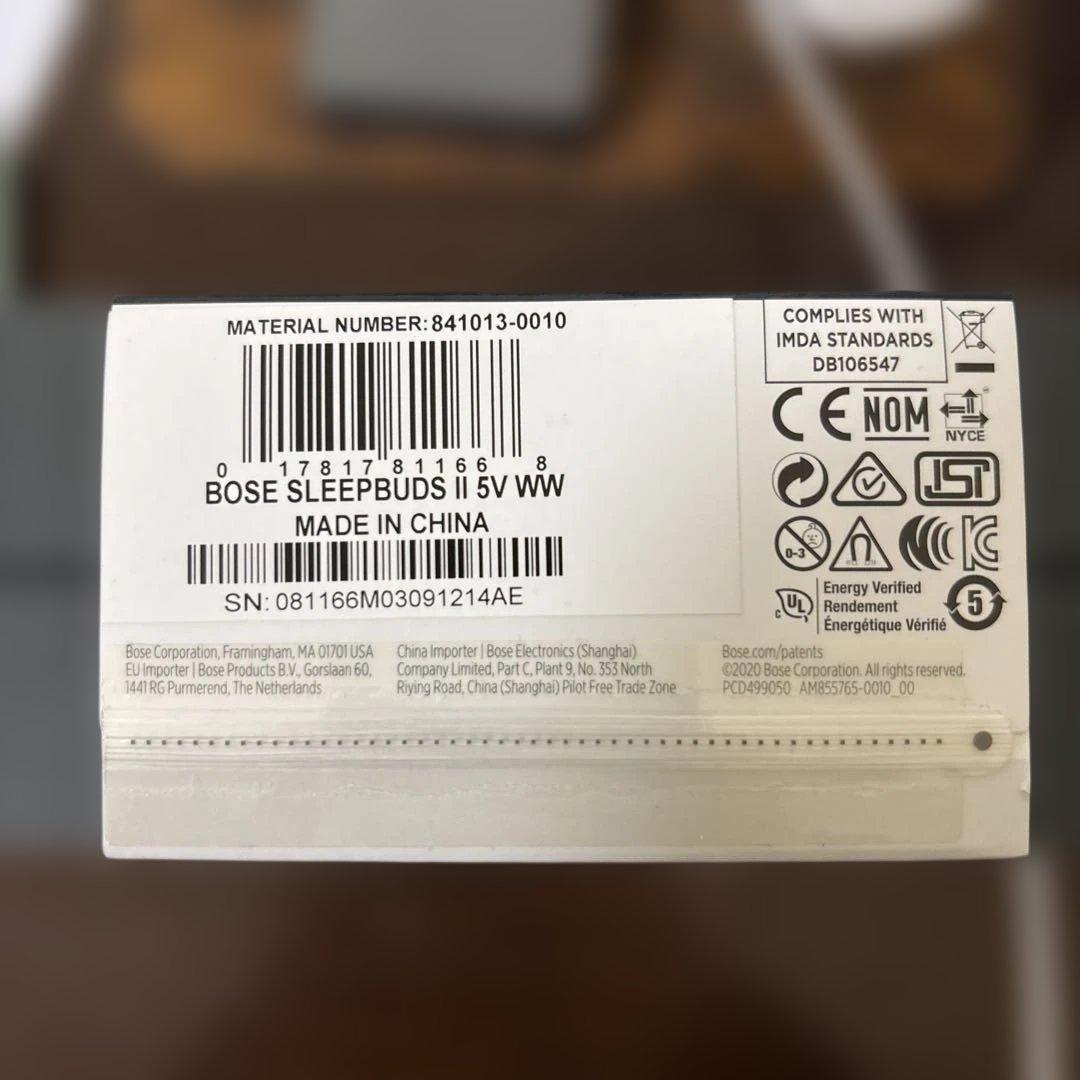 MATERIAL NUMBER: 841013-0010
0 17817 81166 8
BOSE SLEEPBUDS II 5V WW
MADE IN CHINA
SN: 081166M03091214AE
COMPLIES WITH
IMDA STANDARDS
DB106547
CE NOM
NYCE
0-3
UL
C
Energy Verified
Rendement
Énergétique Vérifié
5
Bose Corporation, Framingham, MA 01701 USA
EU Importer | Bose Products B.V., Gorslaan 60,
1441 RG Purmerend, The Netherlands
China Importer | Bose Electronics (Shanghai)
Company Limited, Part C, Plant 9, No. 353 North
Riying Road, China (Shanghai) Pilot Free Trade Zone
Bose.com/patents
©2020 Bose Corporation. All rights reserved.
PCD499050 AM855765-0010_00